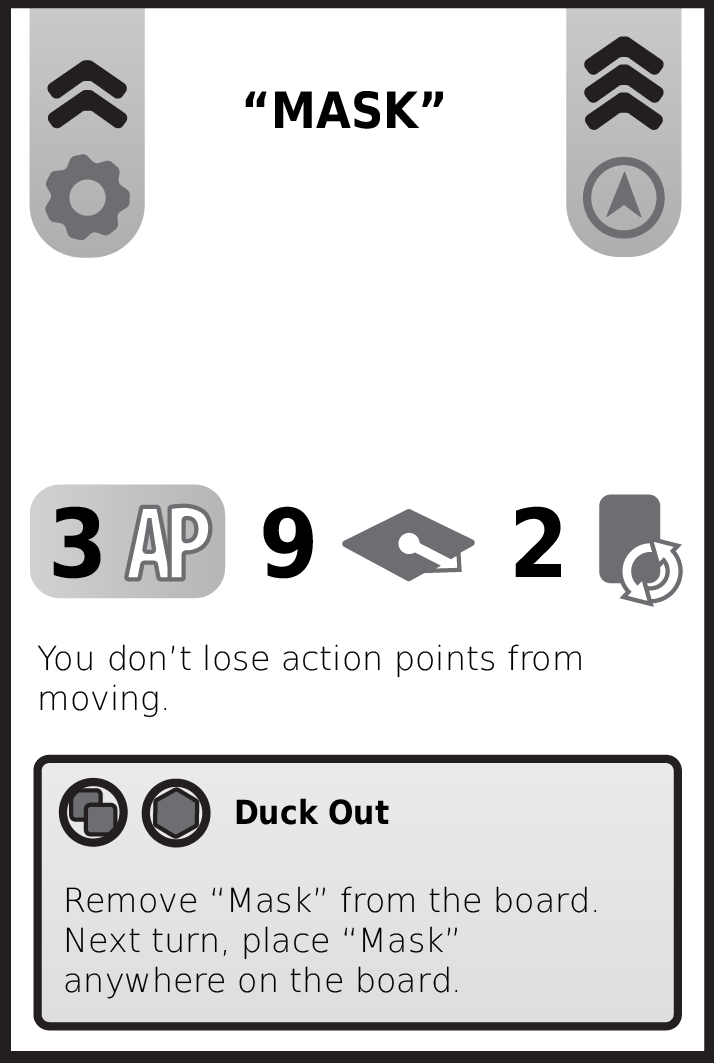 “MASK”
3 AP 9 2
You don’t lose action points from
moving.
Duck Out
Remove “Mask” from the board.
Next turn, place “Mask”
anywhere on the board.